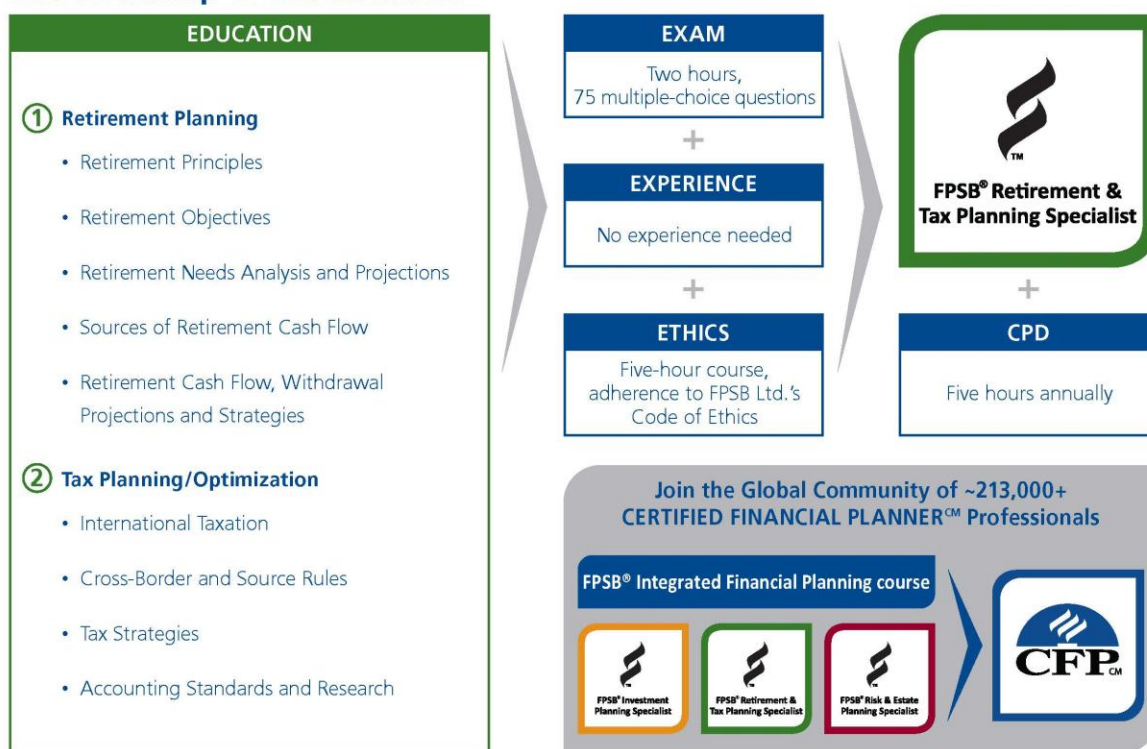 EDUCATION
① Retirement Planning
• Retirement Principles
• Retirement Objectives
• Retirement Needs Analysis and Projections
• Sources of Retirement Cash Flow
• Retirement Cash Flow, Withdrawal
Projections and Strategies
② Tax Planning/Optimization
• International Taxation
• Cross-Border and Source Rules
• Tax Strategies
• Accounting Standards and Research
EXAM
Two hours,
75 multiple-choice questions
+
EXPERIENCE
No experience needed
+
ETHICS
Five-hour course,
adherence to FPSB Ltd.'s
Code of Ethics
TM
FPSB® Retirement &
Tax Planning Specialist
+
CPD
Five hours annually
Join the Global Community of ~213,000+
CERTIFIED FINANCIAL PLANNER℠ Professionals
FPSB® Integrated Financial Planning course
TM
FPSB® Investment
Planning Specialist
TM
FPSB® Retirement &
Tax Planning Specialist
TM
FPSB® Risk & Estate
Planning Specialist
CFP